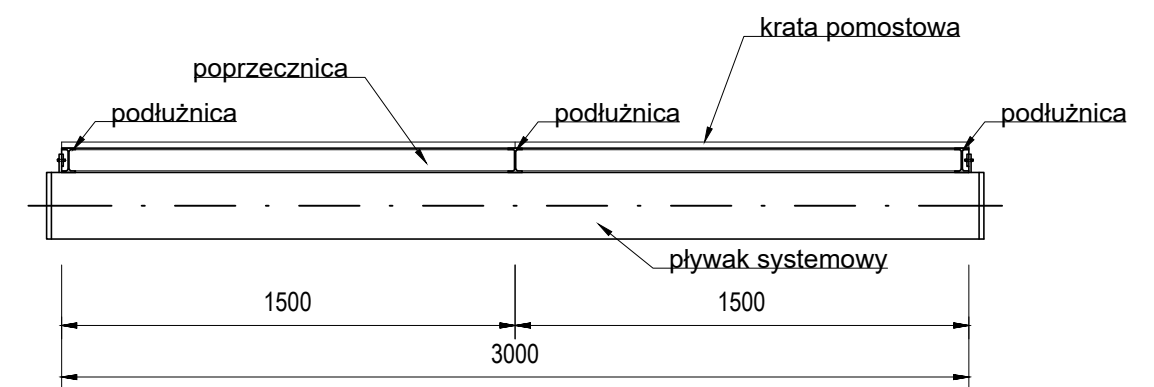 krata pomostowa
poprzecznica
podłużnica
podłużnica
podłużnica
pływak systemowy
1500
1500
3000